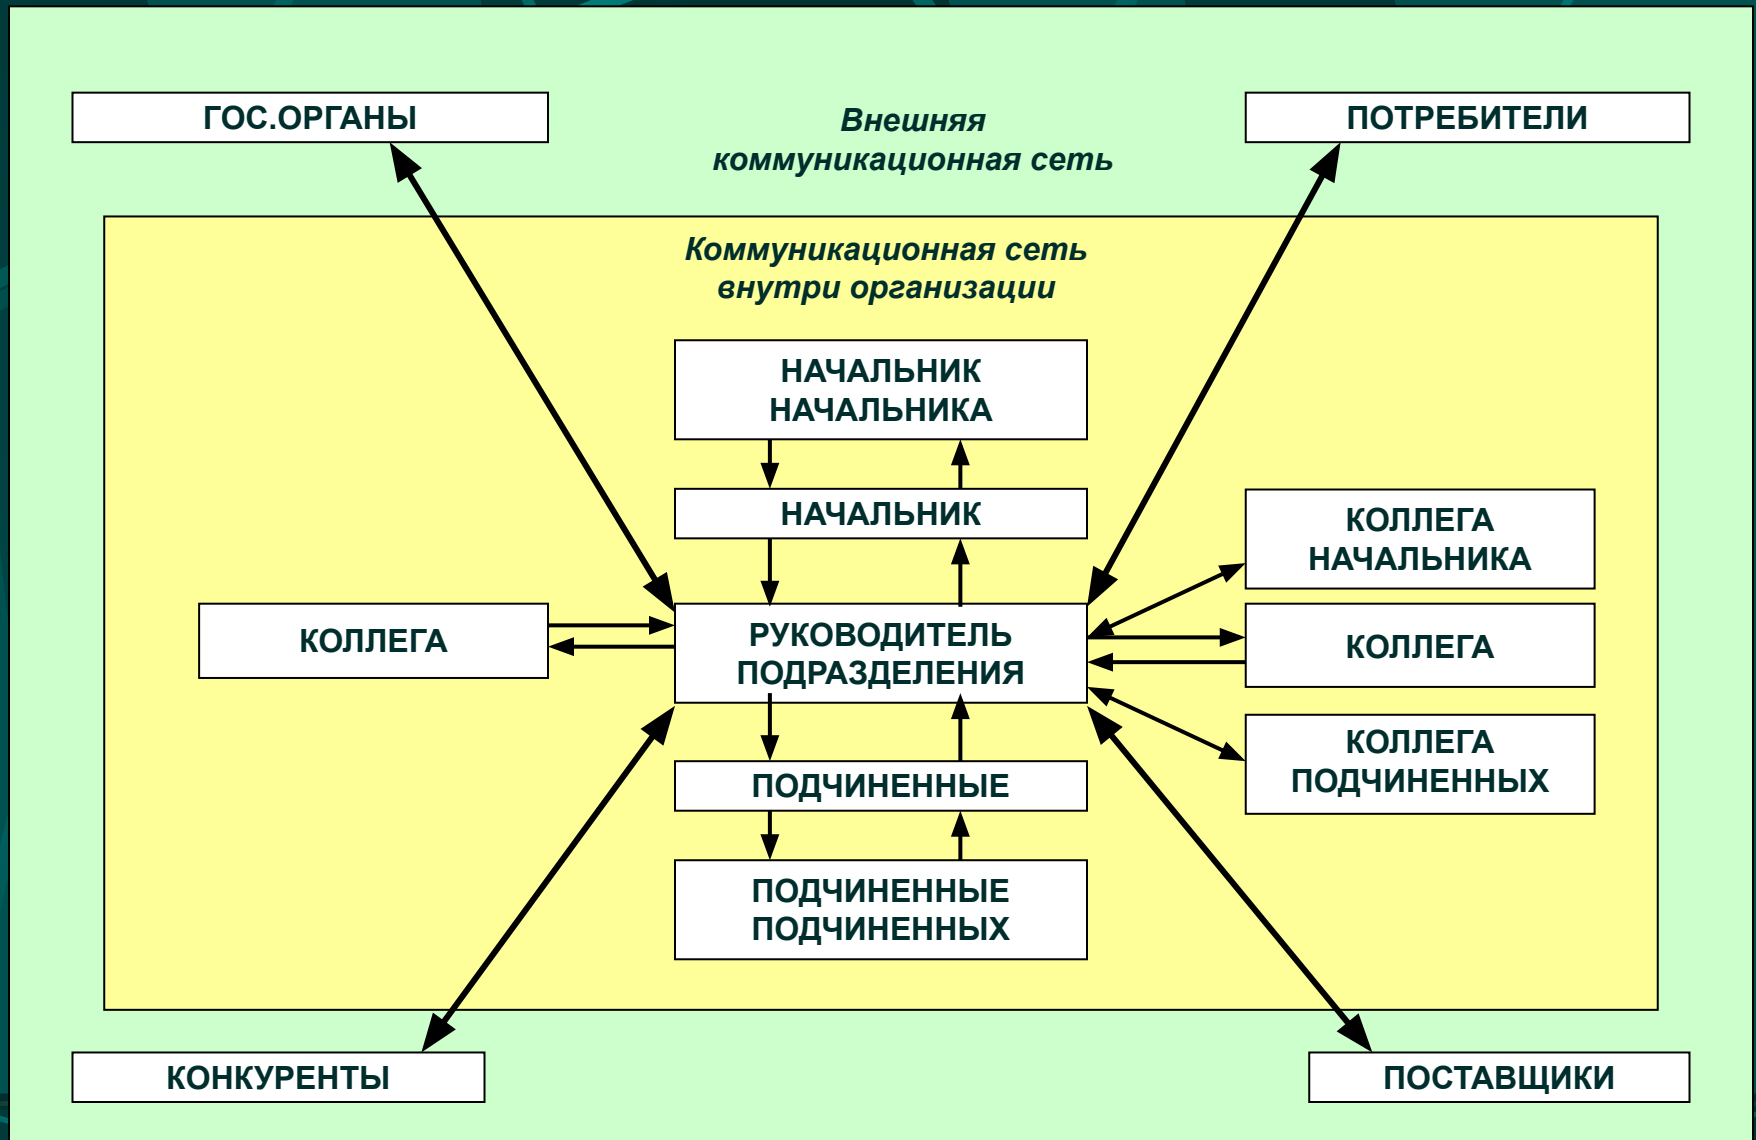 ГОС.ОРГАНЫ
Внешняя
коммуникационная сеть
ПОТРЕБИТЕЛИ
Коммуникационная сеть
внутри организации
НАЧАЛЬНИК
НАЧАЛЬНИКА
НАЧАЛЬНИК
КОЛЛЕГА
НАЧАЛЬНИКА
КОЛЛЕГА
РУКОВОДИТЕЛЬ
ПОДРАЗДЕЛЕНИЯ
КОЛЛЕГА
КОЛЛЕГА
ПОДЧИНЕННЫХ
ПОДЧИНЕННЫЕ
ПОДЧИНЕННЫЕ
ПОДЧИНЕННЫХ
КОНКУРЕНТЫ
ПОСТАВЩИКИ